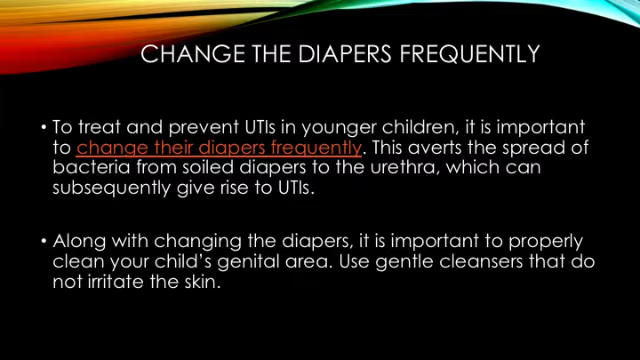 CHANGE THE DIAPERS FREQUENTLY
• To treat and prevent UTIs in younger children, it is important
to change their diapers frequently. This averts the spread of
bacteria from soiled diapers to the urethra, which can
subsequently give rise to UTIs.
• Along with changing the diapers, it is important to properly
clean your child's genital area. Use gentle cleansers that do
not irritate the skin.